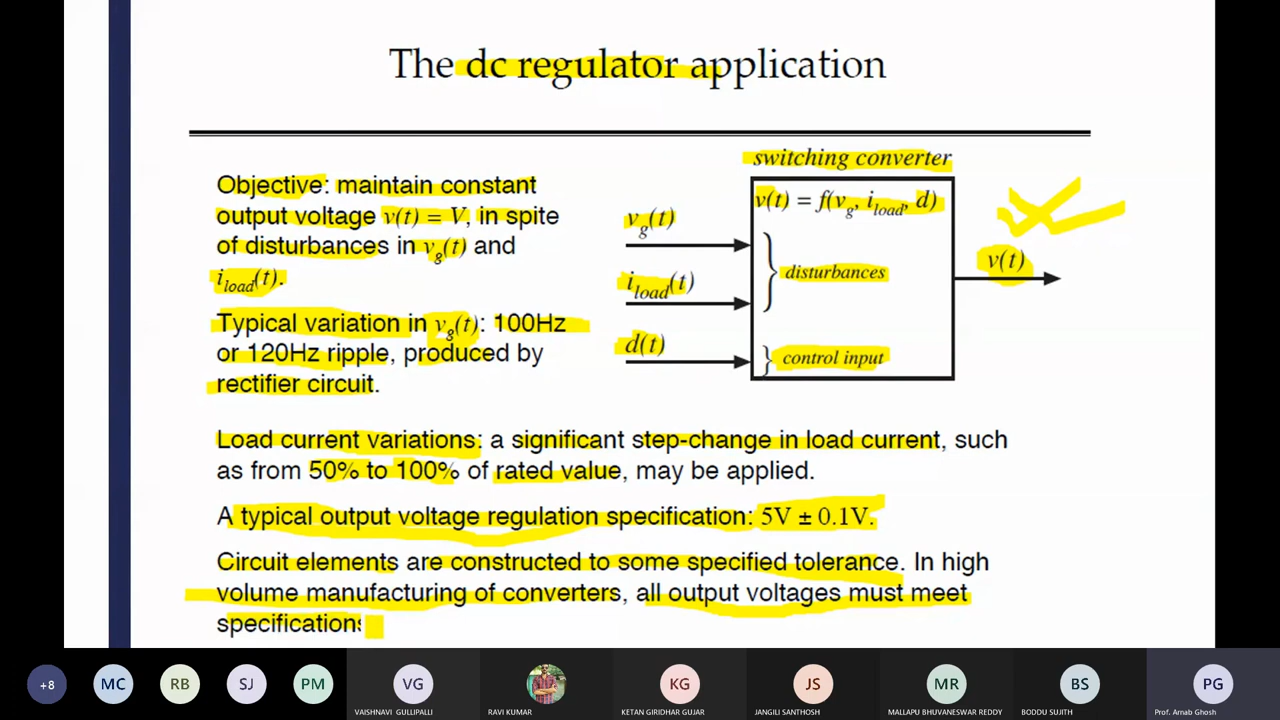 The dc regulator application
Objective: maintain constant
output voltage v(t) = V, in spite
of disturbances in vg(t) and
iload(t).
Typical variation in vg(t): 100Hz
or 120Hz ripple, produced by
rectifier circuit.
switching converter
v(t) = f(vg, iload, d)
vg(t)
iload(t)
d(t)
disturbances
control input
v(t)
Load current variations: a significant step-change in load current, such
as from 50% to 100% of rated value, may be applied.
A typical output voltage regulation specification: 5V ± 0.1V.
Circuit elements are constructed to some specified tolerance. In high
volume manufacturing of converters, all output voltages must meet
specifications
+8
MC
RB
SJ
PM
VG
VAISHNAVI GULLIPALLI
RAVI KUMAR
KG
KETAN GIRIDHAR GUJAR
JS
JANGILI SANTHOSH
MR
MALLAPU BHUVANESWAR REDDY
BS
BODDU SUJITH
PG
Prof. Arnab Ghosh